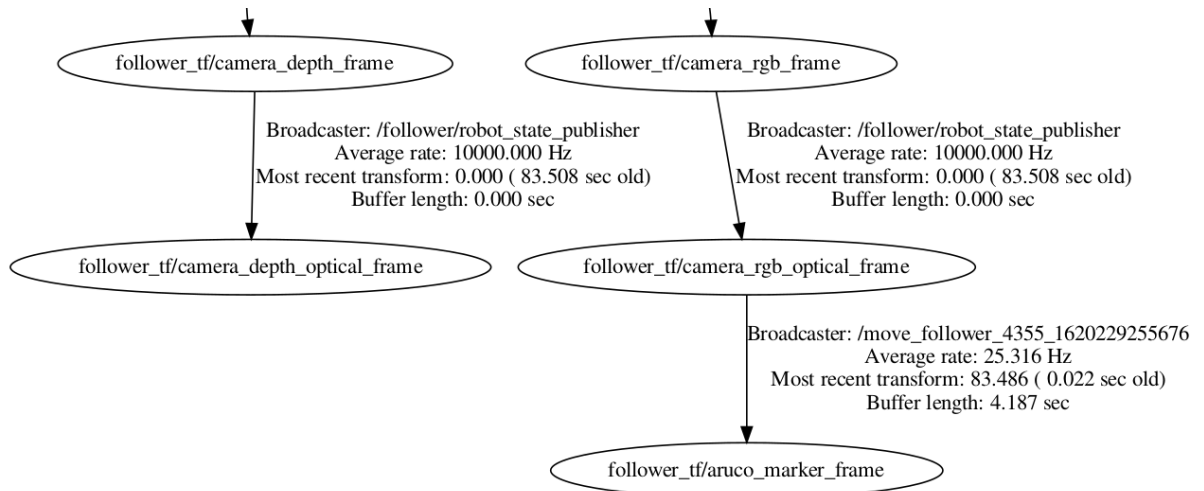 follower_tf/camera_depth_frame
follower_tf/camera_rgb_frame
Broadcaster: /follower/robot_state_publisher
Average rate: 10000.000 Hz
Most recent transform: 0.000 ( 83.508 sec old)
Buffer length: 0.000 sec
Broadcaster: /follower/robot_state_publisher
Average rate: 10000.000 Hz
Most recent transform: 0.000 ( 83.508 sec old)
Buffer length: 0.000 sec
follower_tf/camera_depth_optical_frame
follower_tf/camera_rgb_optical_frame
Broadcaster: /move_follower_4355_1620229255676
Average rate: 25.316 Hz
Most recent transform: 83.486 ( 0.022 sec old)
Buffer length: 4.187 sec
follower_tf/aruco_marker_frame